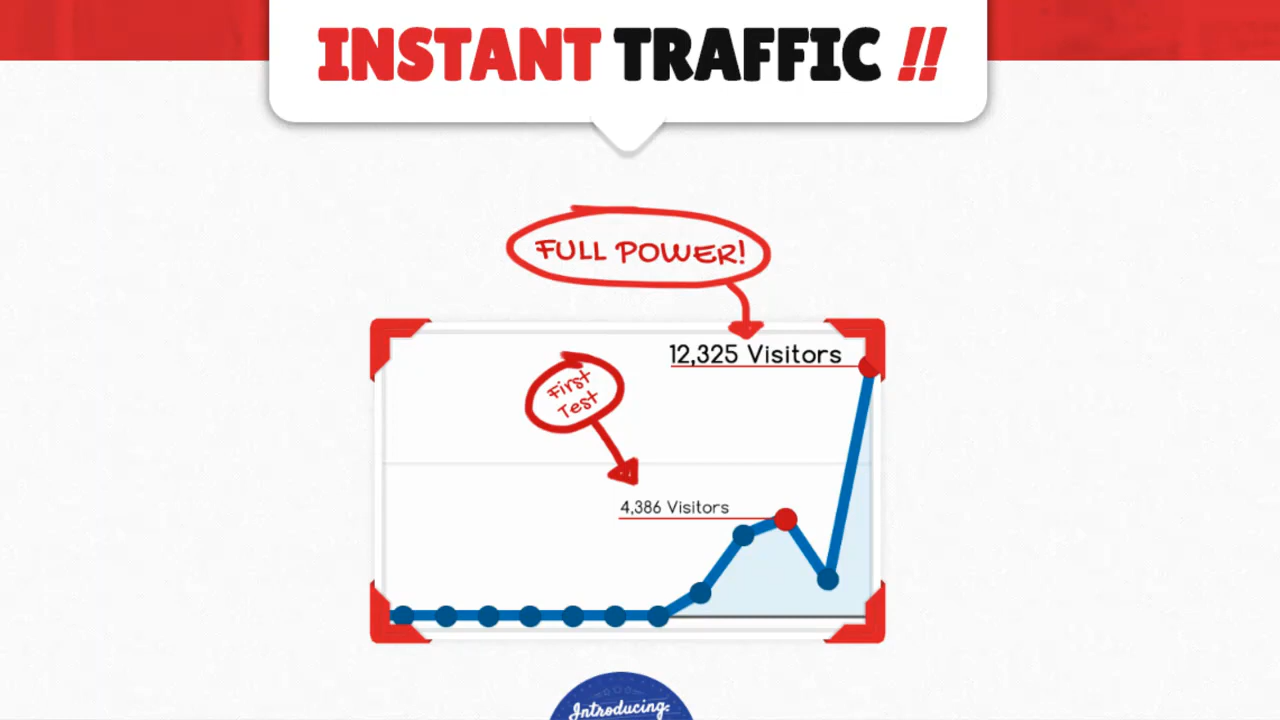 INSTANT TRAFFIC !!
FULL POWER!
12,325 Visitors
First
Test
4,386 Visitors
Introducing: